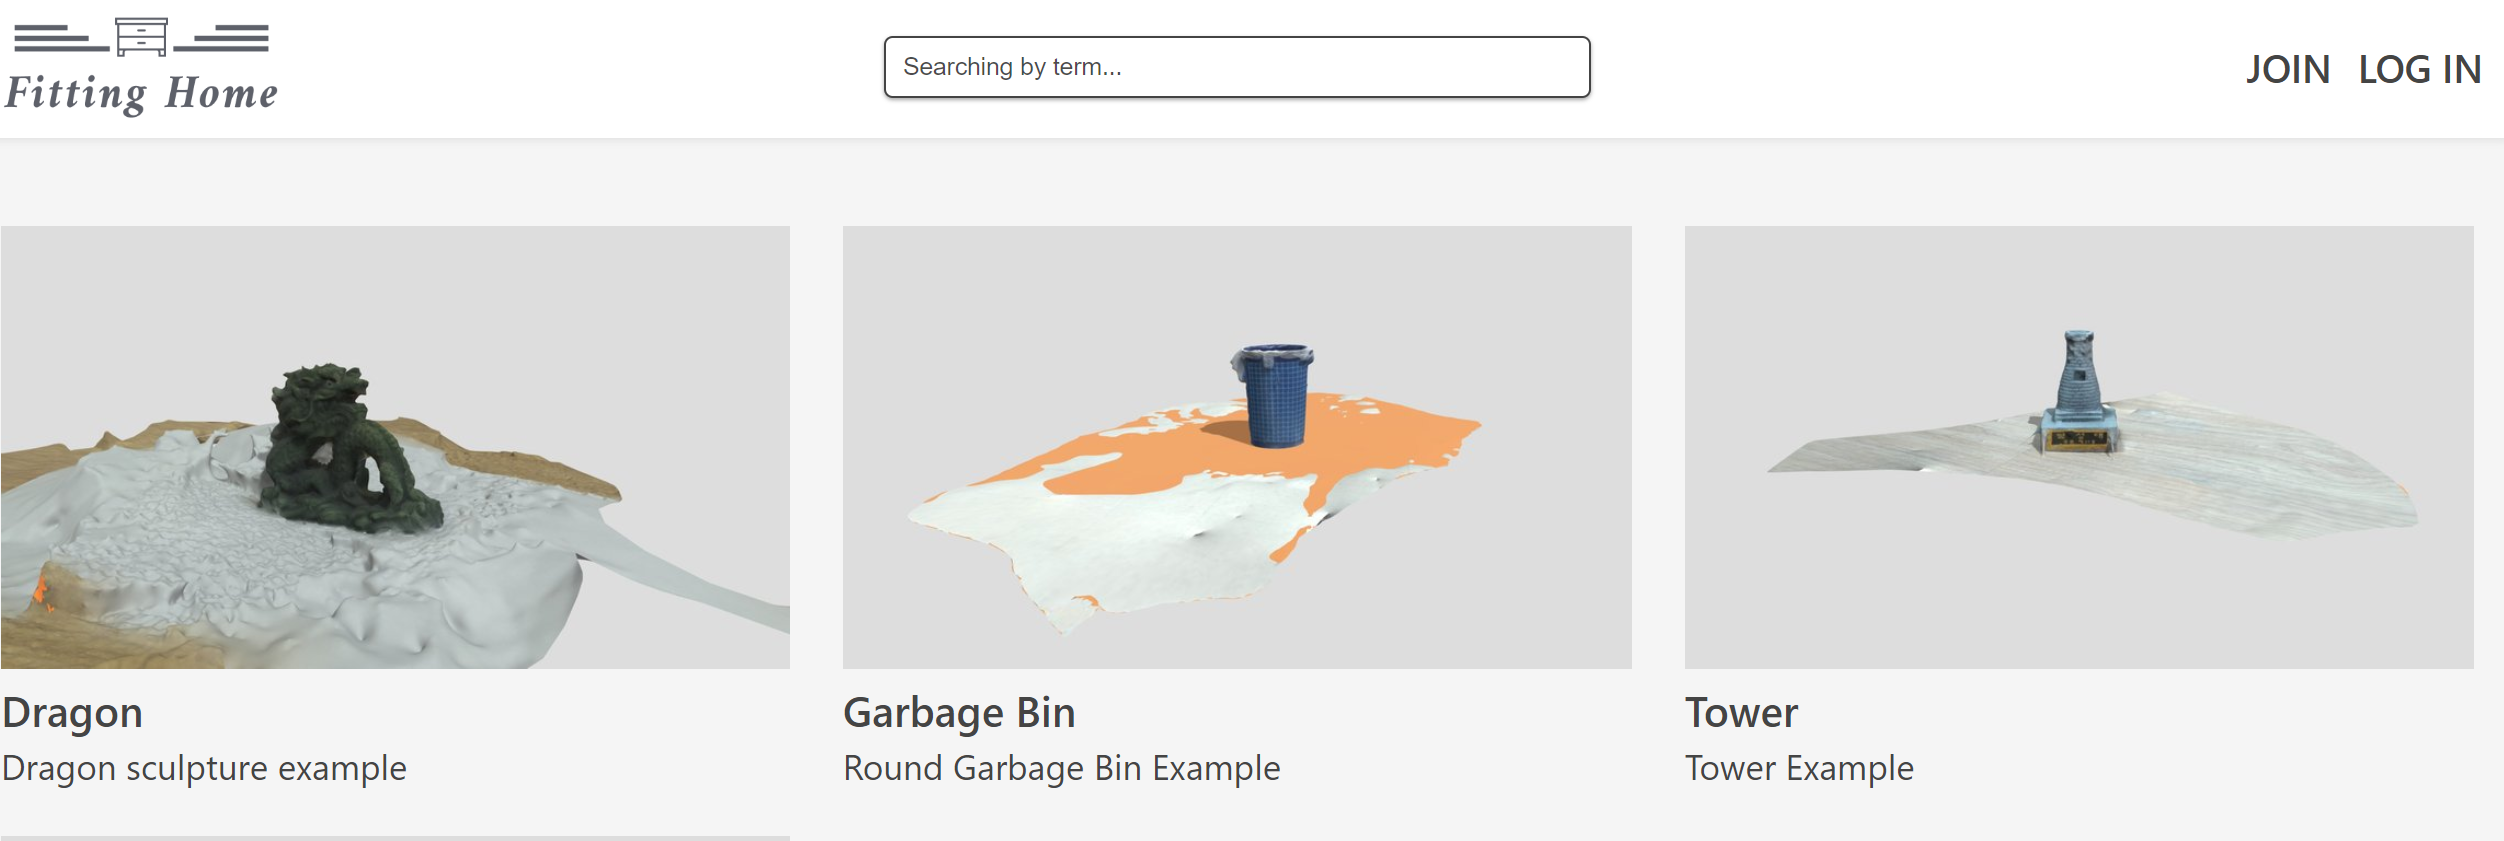 Fitting Home
Searching by term...
JOIN LOG IN
Dragon
Dragon sculpture example
Garbage Bin
Round Garbage Bin Example
Tower
Tower Example